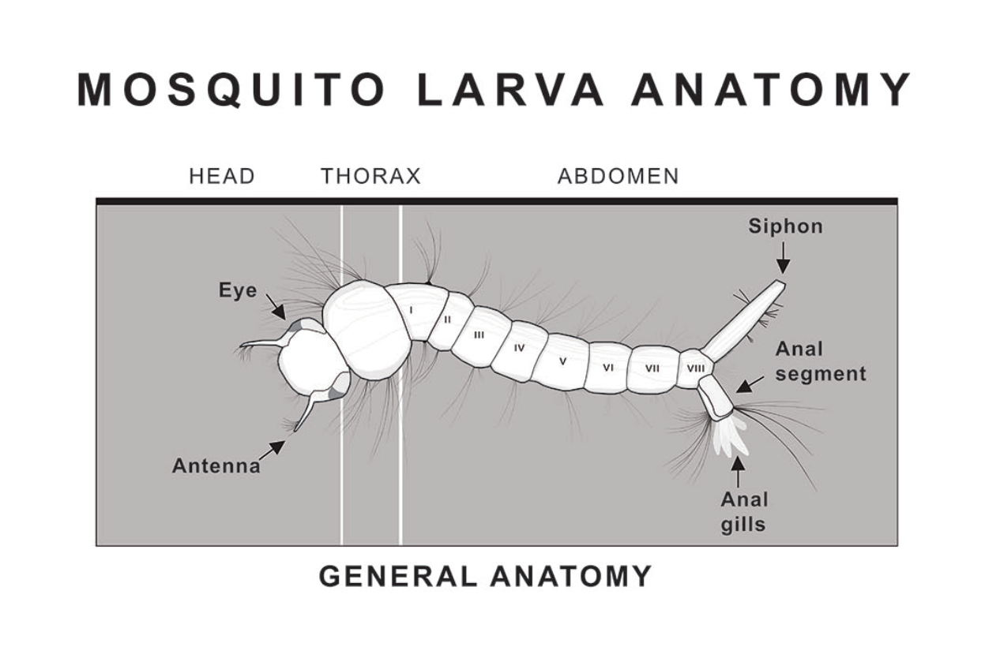 MOSQUITO LARVA ANATOMY
HEAD THORAX ABDOMEN
Siphon
Eye
I
II
III
IV
V
VI
VII
VIII
Anal
segment
Antenna
Anal
gills
GENERAL ANATOMY